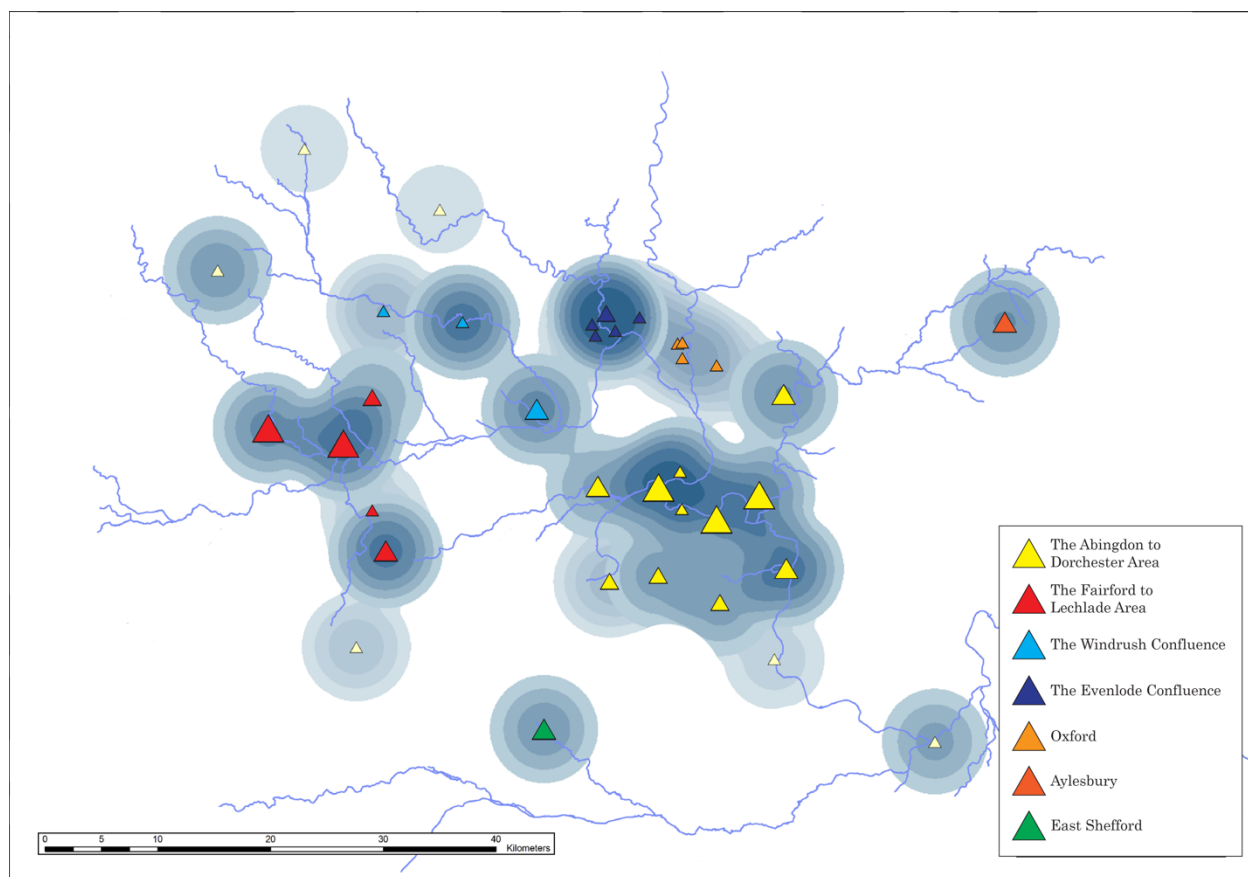 The Abingdon to
Dorchester Area
The Fairford to
Lechlade Area
The Windrush Confluence
The Evenlode Confluence
Oxford
Aylesbury
East Shefford
0 5 10 20 30 40
Kilometers